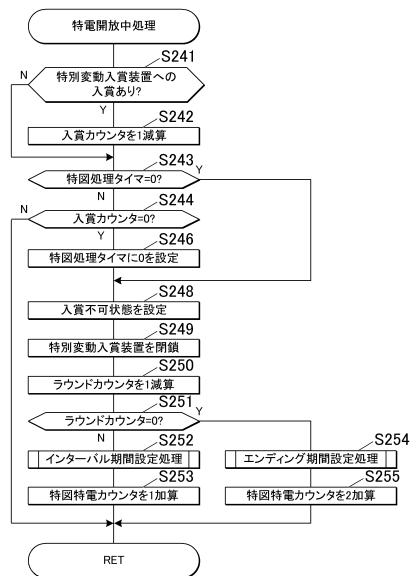 特電開放中処理
S241
N
特別変動入賞装置への
入賞あり?
Y
S242
入賞カウンタを1減算
S243
特図処理タイマ=0?
Y
N
S244
N
入賞カウンタ=0?
Y
S246
特図処理タイマに0を設定
S248
入賞不可状態を設定
S249
特別変動入賞装置を閉鎖
S250
ラウンドカウンタを1減算
S251
ラウンドカウンタ=0?
Y
N
S252
インターバル期間設定処理
S254
エンディング期間設定処理
S253
特図特電カウンタを1加算
S255
特図特電カウンタを2加算
RET